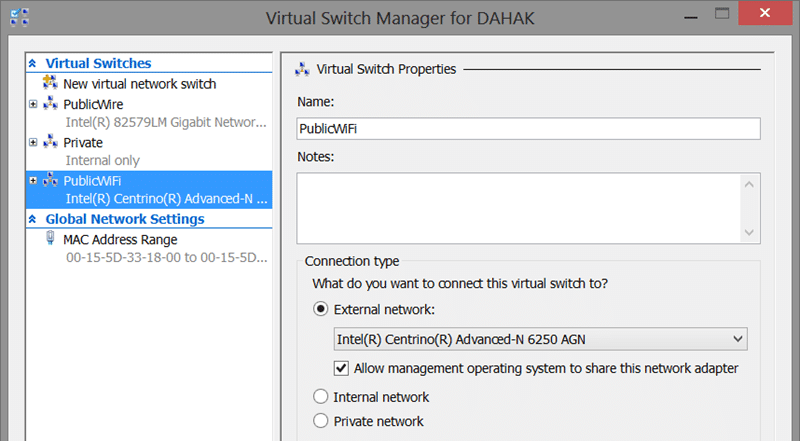 Virtual Switch Manager for DAHAK
Virtual Switches
New virtual network switch
PublicWire
Intel(R) 82579LM Gigabit Networ...
Private
Internal only
PublicWiFi
Intel(R) Centrino(R) Advanced-N ...
Global Network Settings
MAC Address Range
00-15-5D-33-18-00 to 00-15-5D...
Virtual Switch Properties
Name:
PublicWiFi
Notes:
Connection type
What do you want to connect this virtual switch to?
External network:
Intel(R) Centrino(R) Advanced-N 6250 AGN
Allow management operating system to share this network adapter
Internal network
Private network